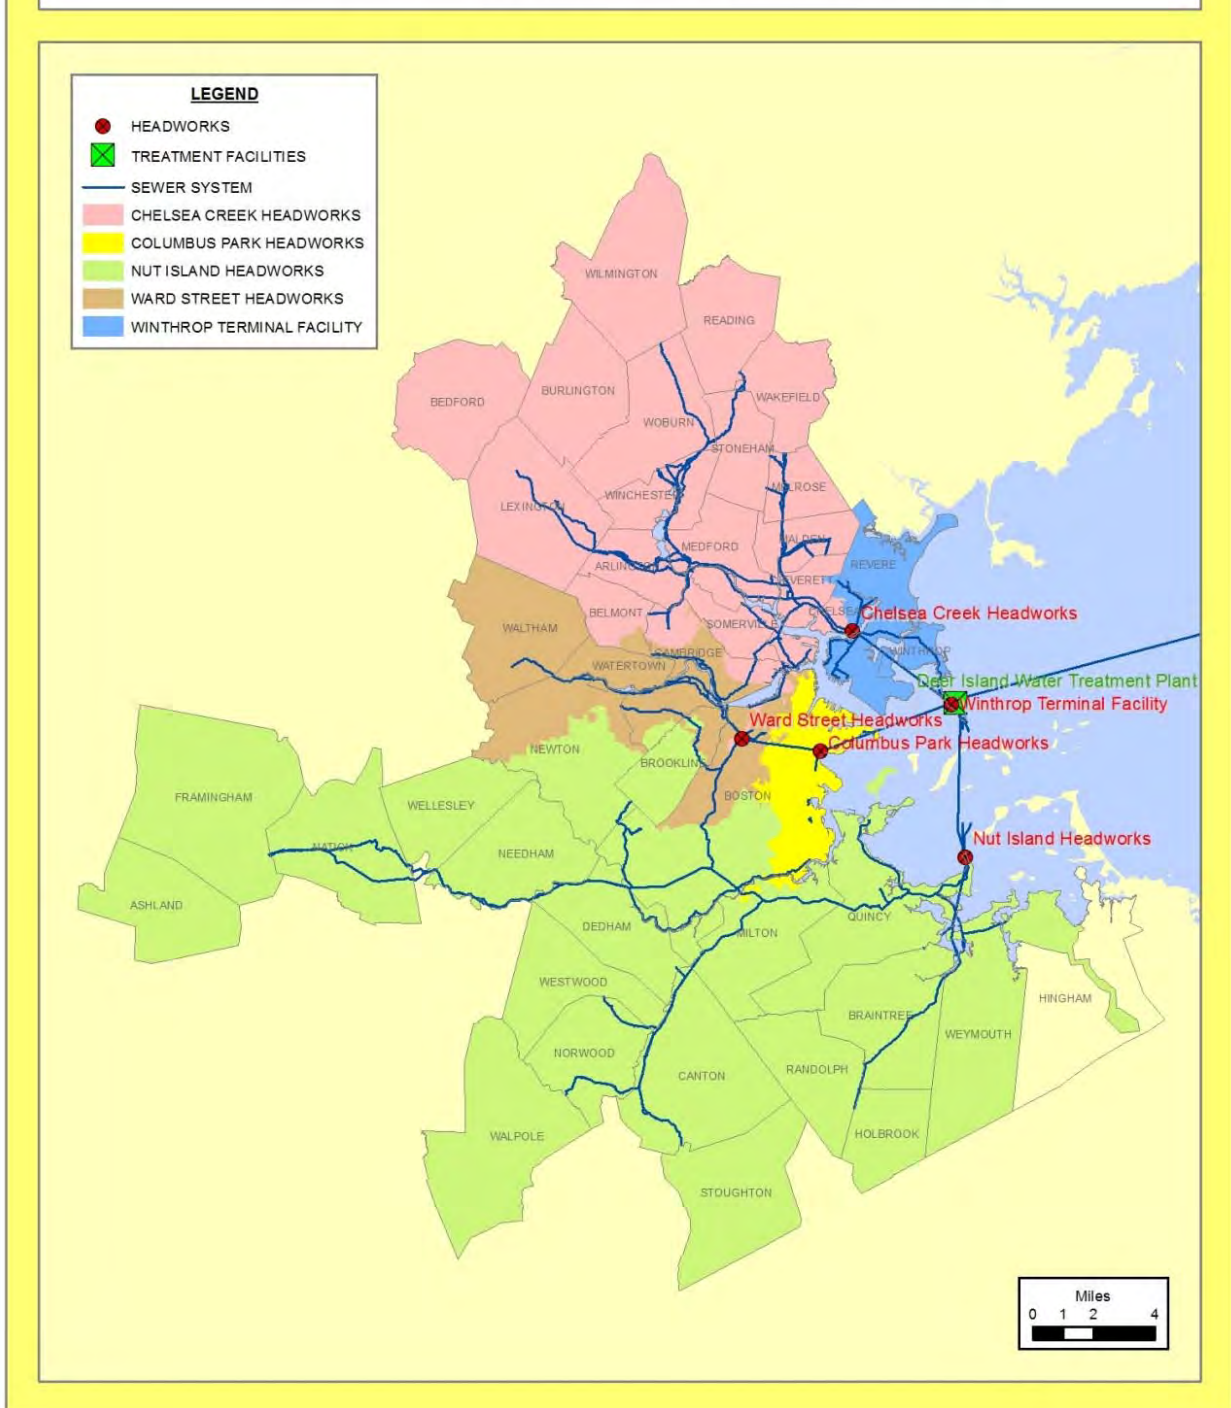 LEGEND
HEADWORKS
TREATMENT FACILITIES
SEWER SYSTEM
CHELSEA CREEK HEADWORKS
COLUMBUS PARK HEADWORKS
NUT ISLAND HEADWORKS
WARD STREET HEADWORKS
WINTHROP TERMINAL FACILITY
WILMINGTON
READING
BEDFORD
BURLINGTON
WAKEFIELD
WOBURN
STONEHAM
MELROSE
WINCHESTER
LEXINGTON
MALDEN
MEDFORD
REVERE
ARLINGTON
EVERETT
CHELSEA
Chelsea Creek Headworks
BELMONT
SOMERVILLE
WALTHAM
CAMBRIDGE
WINTHROP
WATERTOWN
Deer Island Water Treatment Plant
Winthrop Terminal Facility
Ward Street Headworks
Columbus Park Headworks
NEWTON
BROOKLINE
FRAMINGHAM
BOSTON
WELLESLEY
Nut Island Headworks
NATICK
NEEDHAM
ASHLAND
QUINCY
DEDHAM
MILTON
WESTWOOD
HINGHAM
BRAINTREE
WEYMOUTH
NORWOOD
RANDOLPH
CANTON
HOLBROOK
WALPOLE
STOUGHTON
Miles
0 1 2 4